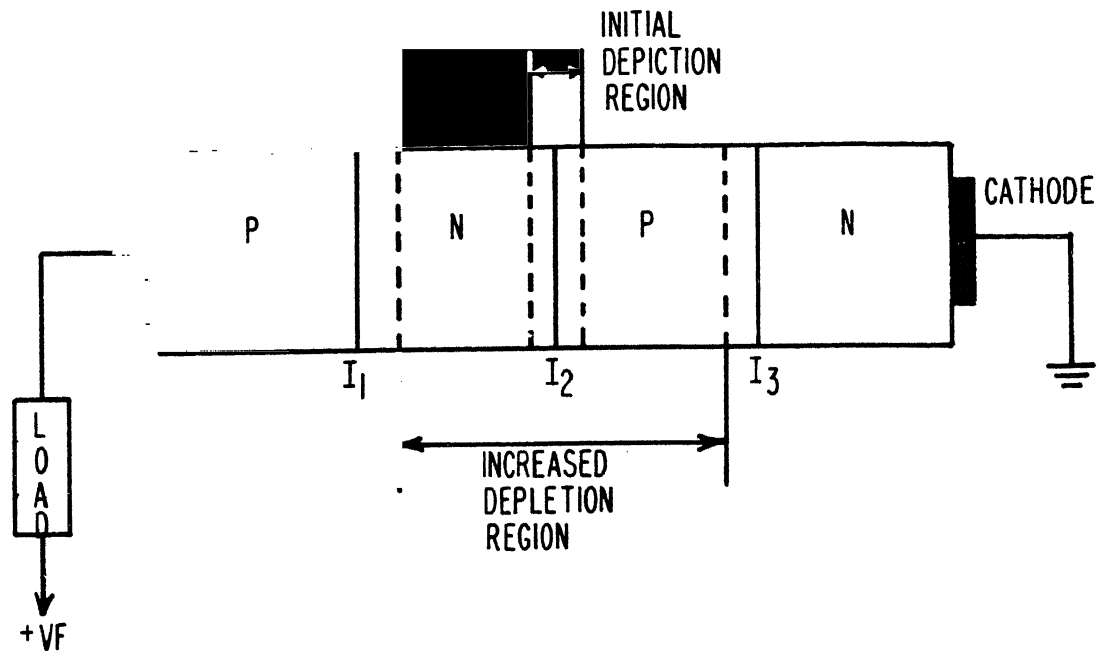 INITIAL
DEPICTION
REGION
CATHODE
P
N
P
N
I1
I2
I3
L
O
A
D
INCREASED
DEPLETION
REGION
+VF